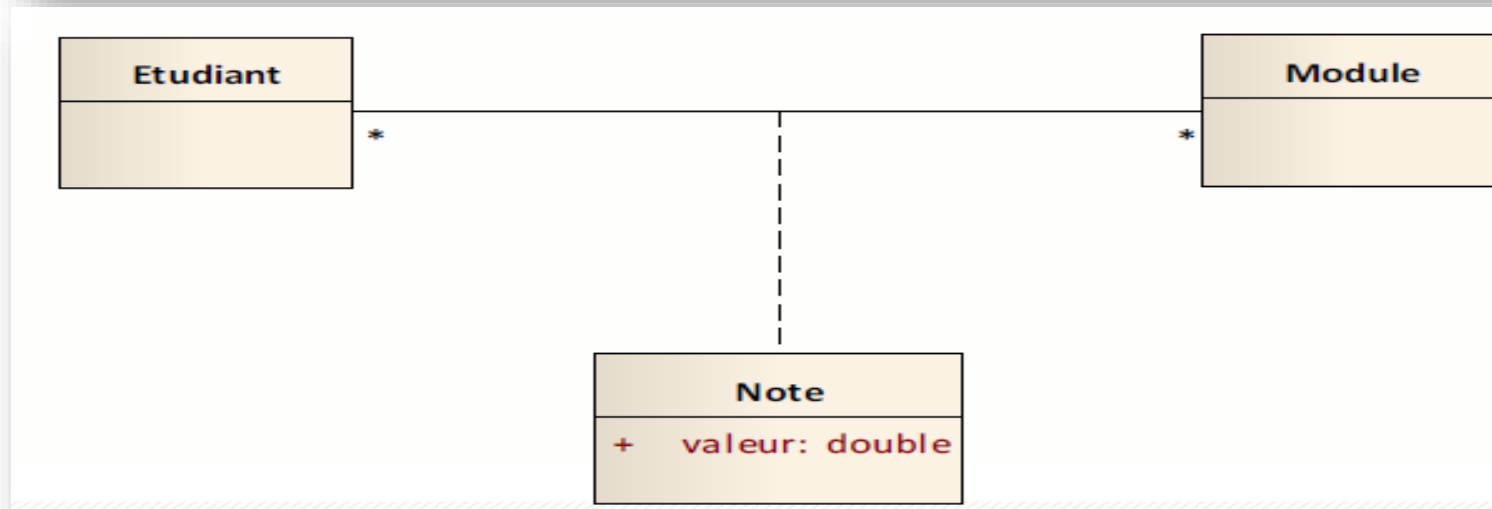 Etudiant
Module
*
*
Note
+ valeur: double